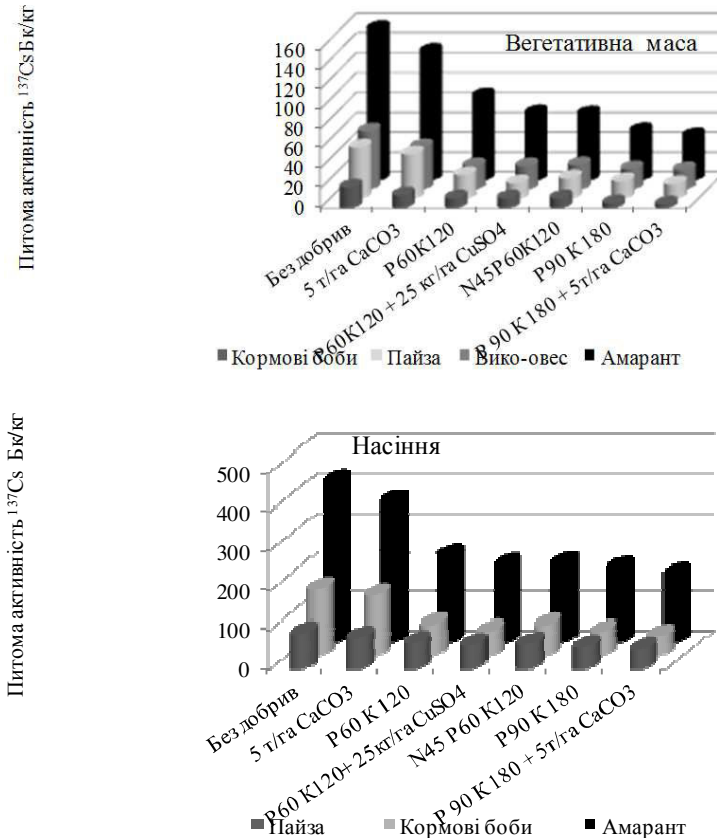 Питома активність ¹³⁷Cs Бк/кг
Вегетативна маса
160
140
120
100
80
60
40
20
0
Без добрив
5 т/га CaCO3
P60K120
P60K120 + 25 кг/га CuSO4
N45P60K120
P90 K 180
P 90 K 180 + 5т/га CaCO3
Кормові боби Пайза Вико-овес Амарант
Питома активність ¹³⁷Cs Бк/кг
Насіння
500
400
300
200
100
0
Без добрив
5 т/га CaCO3
P60 K 120
P60 K120+ 25кг/га CuSO4
N45 P60 K120
P90 K 180
P 90 K 180 + 5т/га CaCO3
Пайза Кормові боби Амарант